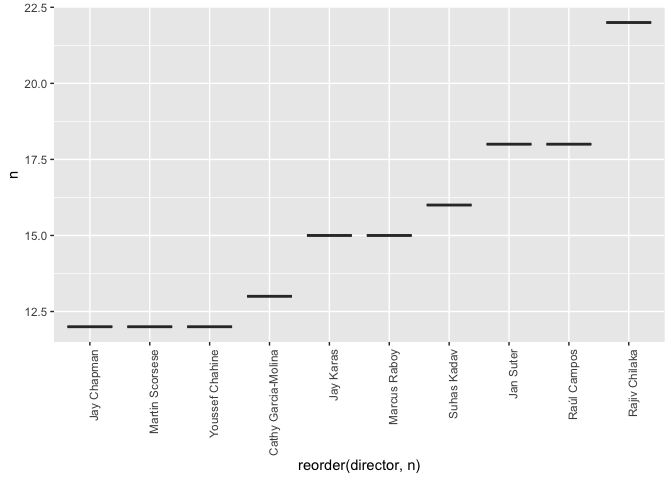 22.5
20.0
17.5
15.0
12.5
n
Jay Chapman
Martin Scorsese
Youssef Chahine
Cathy Garcia-Molina
Jay Karas
Marcus Raboy
Suhas Kadav
Jan Suter
Raúl Campos
Rajiv Chilaka
reorder(director, n)